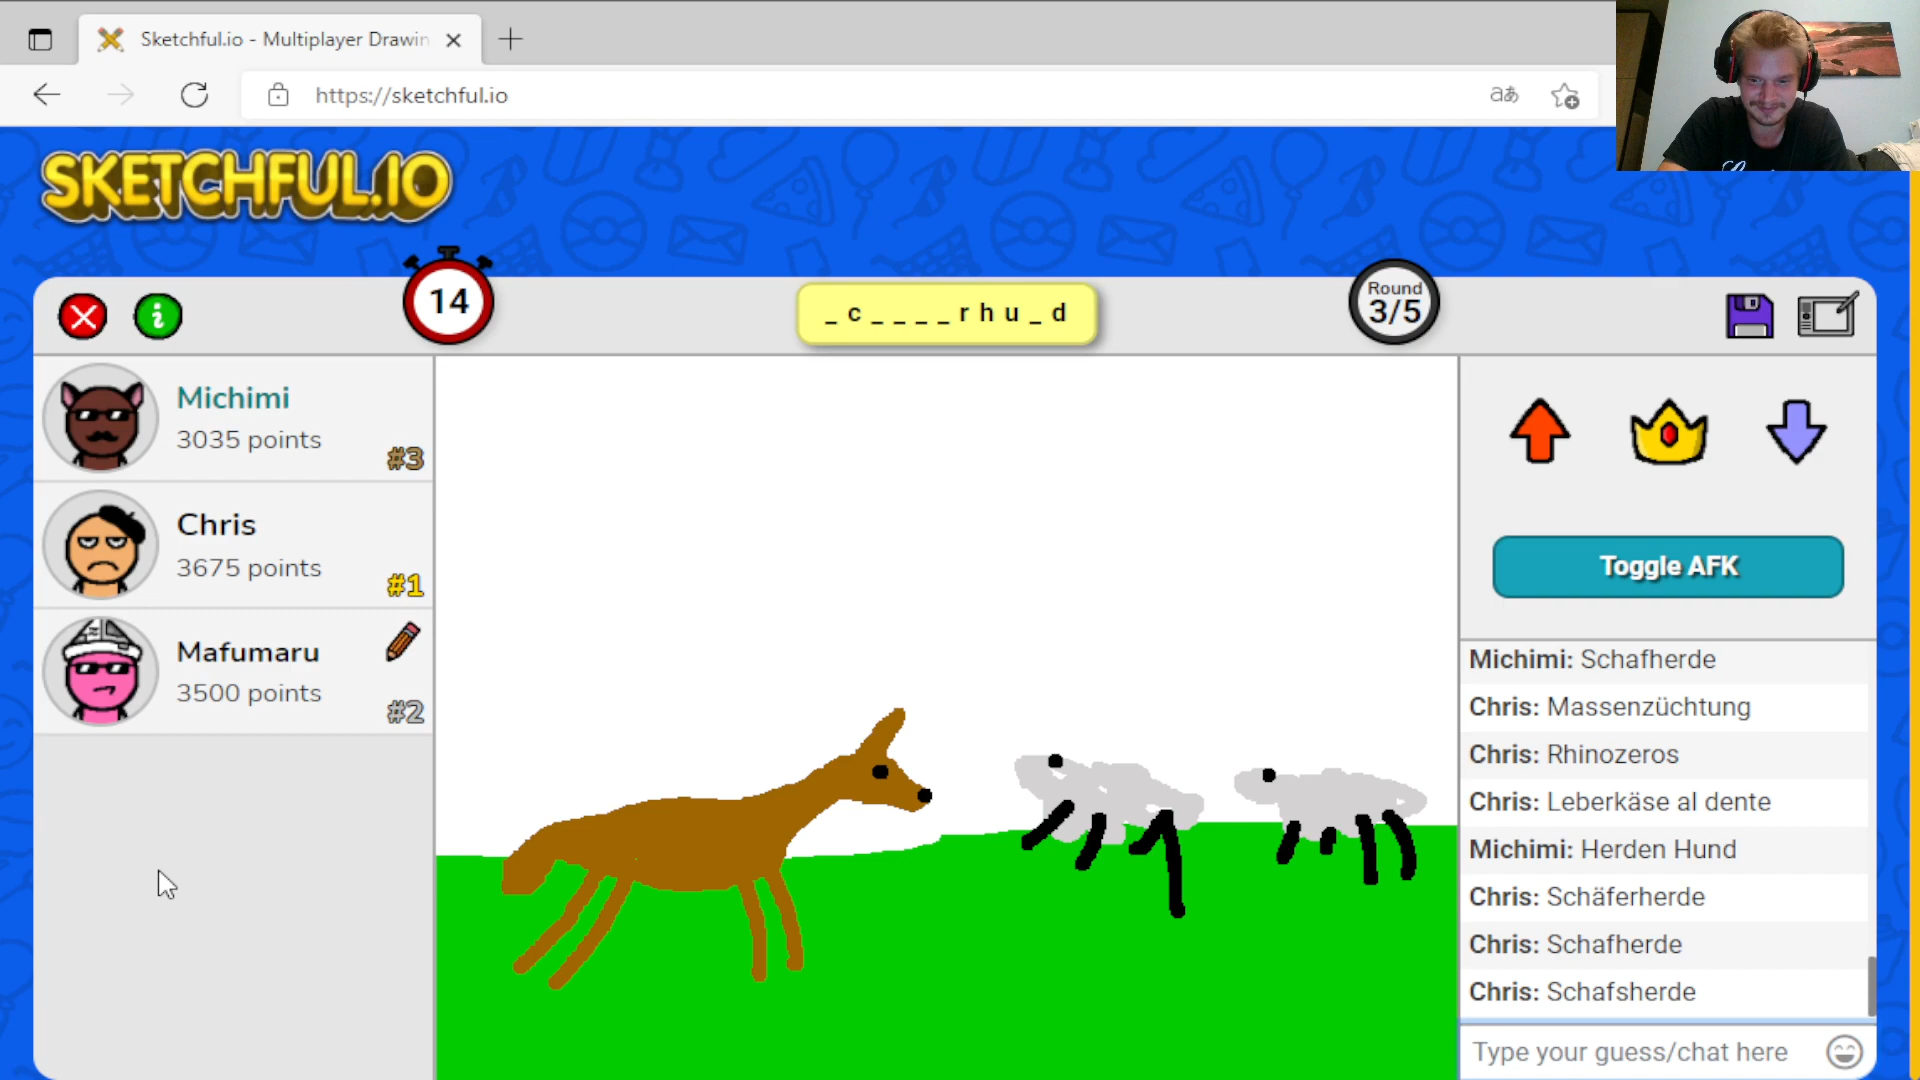 Sketchful.io - Multiplayer Drawin
https://sketchful.io
aあ
SKETCHFUL.IO
14
_ c _ _ _ _ r h u _ d
Round
3/5
Michimi
3035 points
#3
Chris
3675 points
#1
Mafumaru
3500 points
#2
Toggle AFK
Michimi: Schafherde
Chris: Massenzüchtung
Chris: Rhinozeros
Chris: Leberkäse al dente
Michimi: Herden Hund
Chris: Schäferherde
Chris: Schafherde
Chris: Schafsherde
Type your guess/chat here